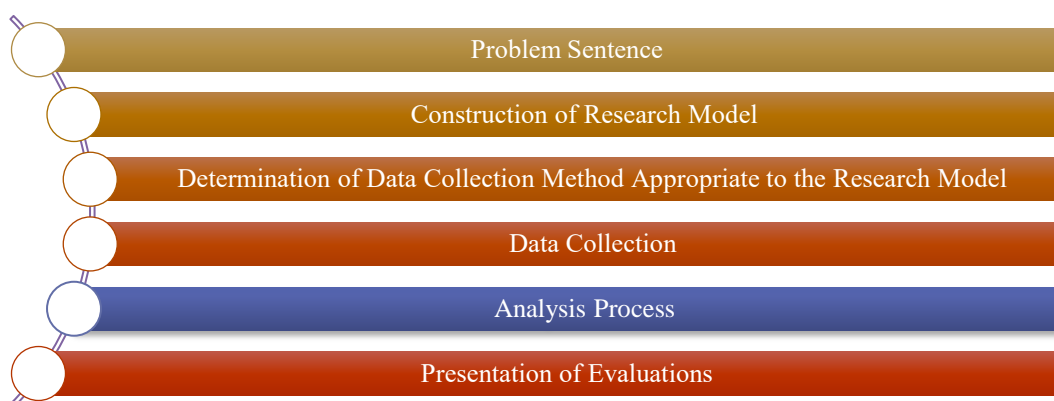 Problem Sentence
Construction of Research Model
Determination of Data Collection Method Appropriate to the Research Model
Data Collection
Analysis Process
Presentation of Evaluations